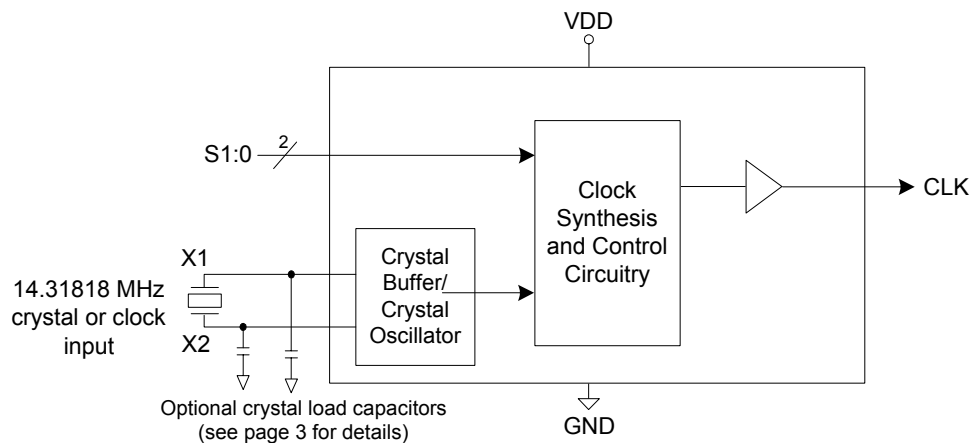 VDD
S1:0
2
Clock
Synthesis
and Control
Circuitry
CLK
X1
14.31818 MHz
crystal or clock
input
X2
Crystal
Buffer/
Crystal
Oscillator
Optional crystal load capacitors
(see page 3 for details)
GND